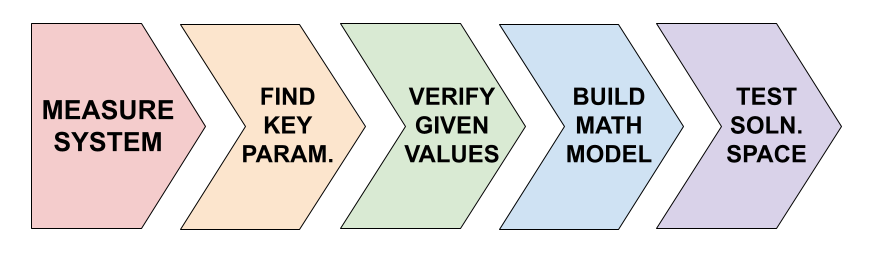 MEASURE
SYSTEM
FIND
KEY
PARAM.
VERIFY
GIVEN
VALUES
BUILD
MATH
MODEL
TEST
SOLN.
SPACE